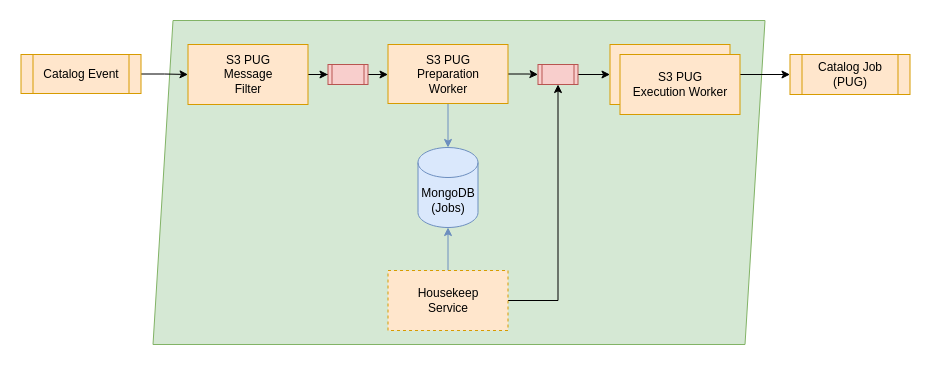 Catalog Event
S3 PUG
Message
Filter
S3 PUG
Preparation
Worker
S3 PUG
Execution Worker
Catalog Job
(PUG)
MongoDB
(Jobs)
Housekeep
Service